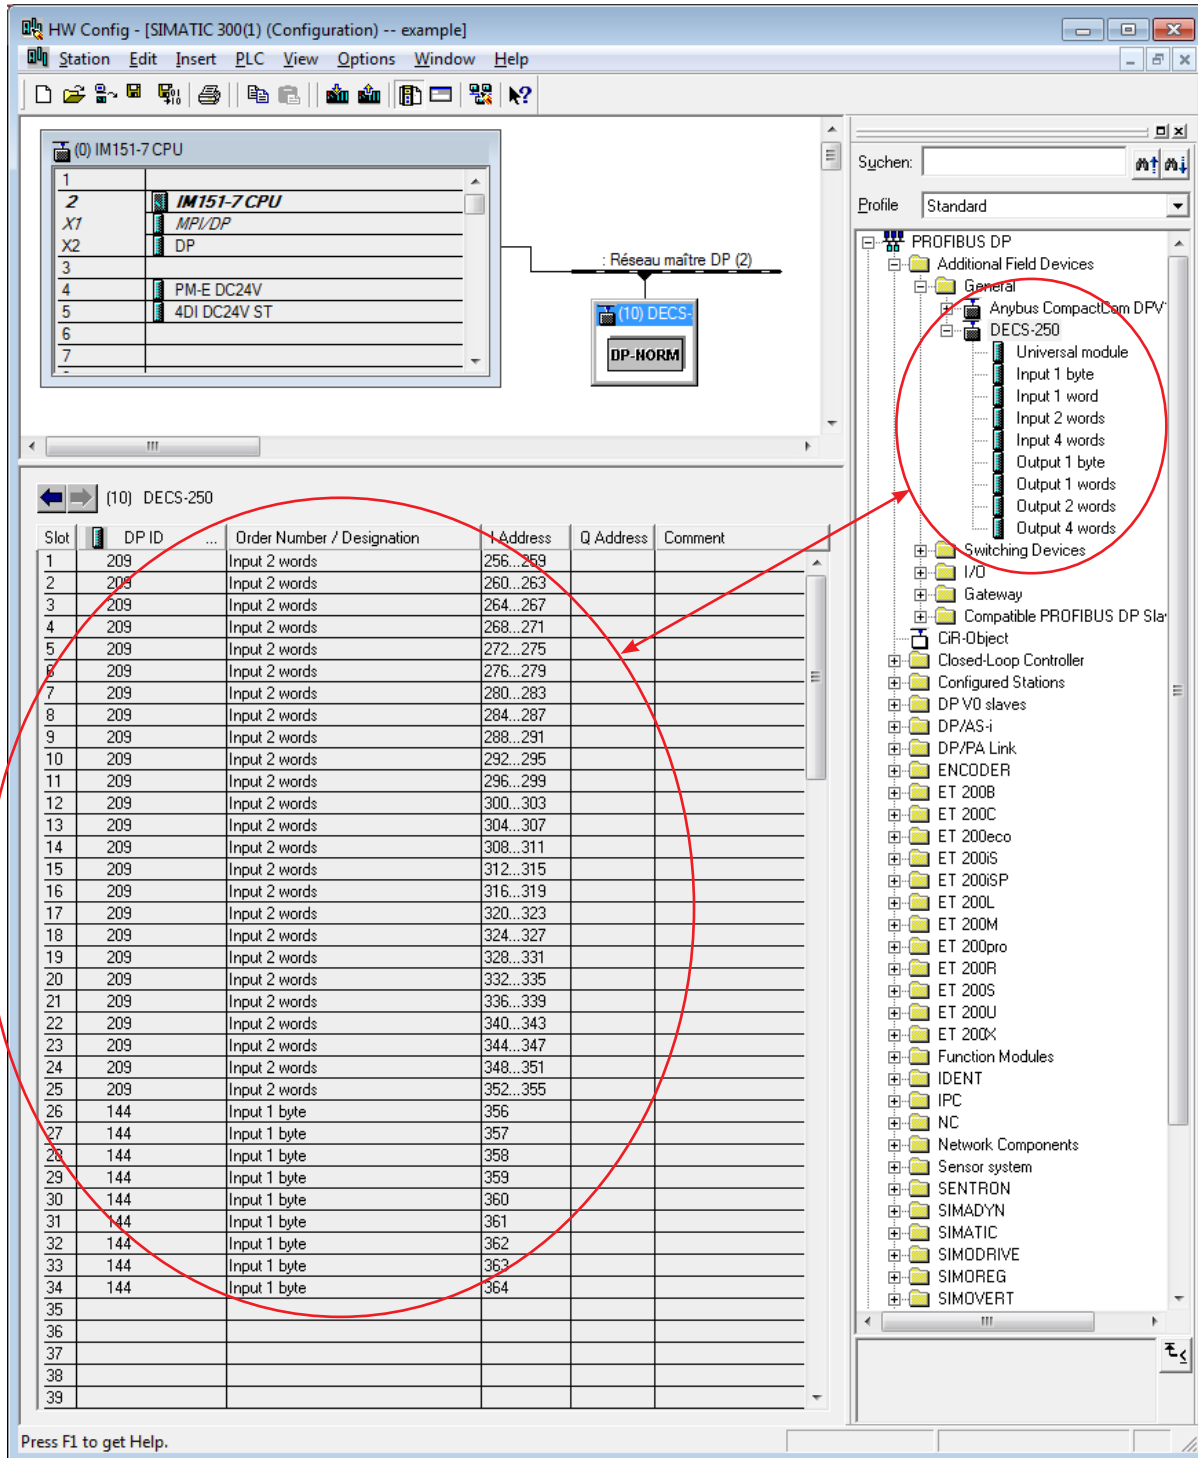 HW Config - [SIMATIC 300(1) (Configuration) -- example]
Station Edit Insert PLC View Options Window Help
(0) IM151-7 CPU
1
2 IM151-7 CPU
X1 MPI/DP
X2 DP
3
4 PM-E DC24V
5 4DI DC24V ST
6
7
: Réseau maître DP (2)
(10) DECS-
DP-NORM
Suchen:
Profile Standard
PROFIBUS DP
Additional Field Devices
General
Anybus CompactCom DPV
DECS-250
Universal module
Input 1 byte
Input 1 word
Input 2 words
Input 4 words
Output 1 byte
Output 1 words
Output 2 words
Output 4 words
Switching Devices
I/O
Gateway
Compatible PROFIBUS DP Sla
CiR-Object
Closed-Loop Controller
Configured Stations
DP V0 slaves
DP/AS-i
DP/PA Link
ENCODER
ET 200B
ET 200C
ET 200eco
ET 200iS
ET 200iSP
ET 200L
ET 200M
ET 200pro
ET 200R
ET 200S
ET 200U
ET 200X
Function Modules
IDENT
IPC
NC
Network Components
Sensor system
SENTRON
SIMADYN
SIMATIC
SIMODRIVE
SIMOREG
SIMOVERT
(10) DECS-250
Slot DP ID ... Order Number / Designation I Address Q Address Comment
1 209 Input 2 words 256...259
2 209 Input 2 words 260...263
3 209 Input 2 words 264...267
4 209 Input 2 words 268...271
5 209 Input 2 words 272...275
6 209 Input 2 words 276...279
7 209 Input 2 words 280...283
8 209 Input 2 words 284...287
9 209 Input 2 words 288...291
10 209 Input 2 words 292...295
11 209 Input 2 words 296...299
12 209 Input 2 words 300...303
13 209 Input 2 words 304...307
14 209 Input 2 words 308...311
15 209 Input 2 words 312...315
16 209 Input 2 words 316...319
17 209 Input 2 words 320...323
18 209 Input 2 words 324...327
19 209 Input 2 words 328...331
20 209 Input 2 words 332...335
21 209 Input 2 words 336...339
22 209 Input 2 words 340...343
23 209 Input 2 words 344...347
24 209 Input 2 words 348...351
25 209 Input 2 words 352...355
26 144 Input 1 byte 356
27 144 Input 1 byte 357
28 144 Input 1 byte 358
29 144 Input 1 byte 359
30 144 Input 1 byte 360
31 144 Input 1 byte 361
32 144 Input 1 byte 362
33 144 Input 1 byte 363
34 144 Input 1 byte 364
35
36
37
38
39
Press F1 to get Help.